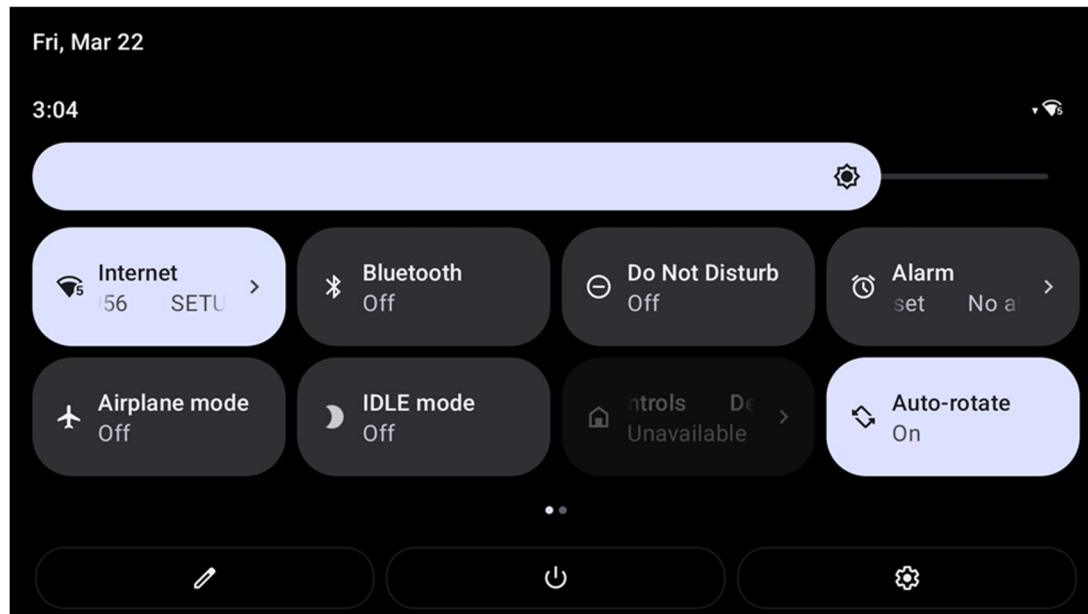 Fri, Mar 22
3:04
Internet
56 SETU
Bluetooth
Off
Do Not Disturb
Off
Alarm
set No a
Airplane mode
Off
IDLE mode
Off
ntrols De
Unavailable
Auto-rotate
On